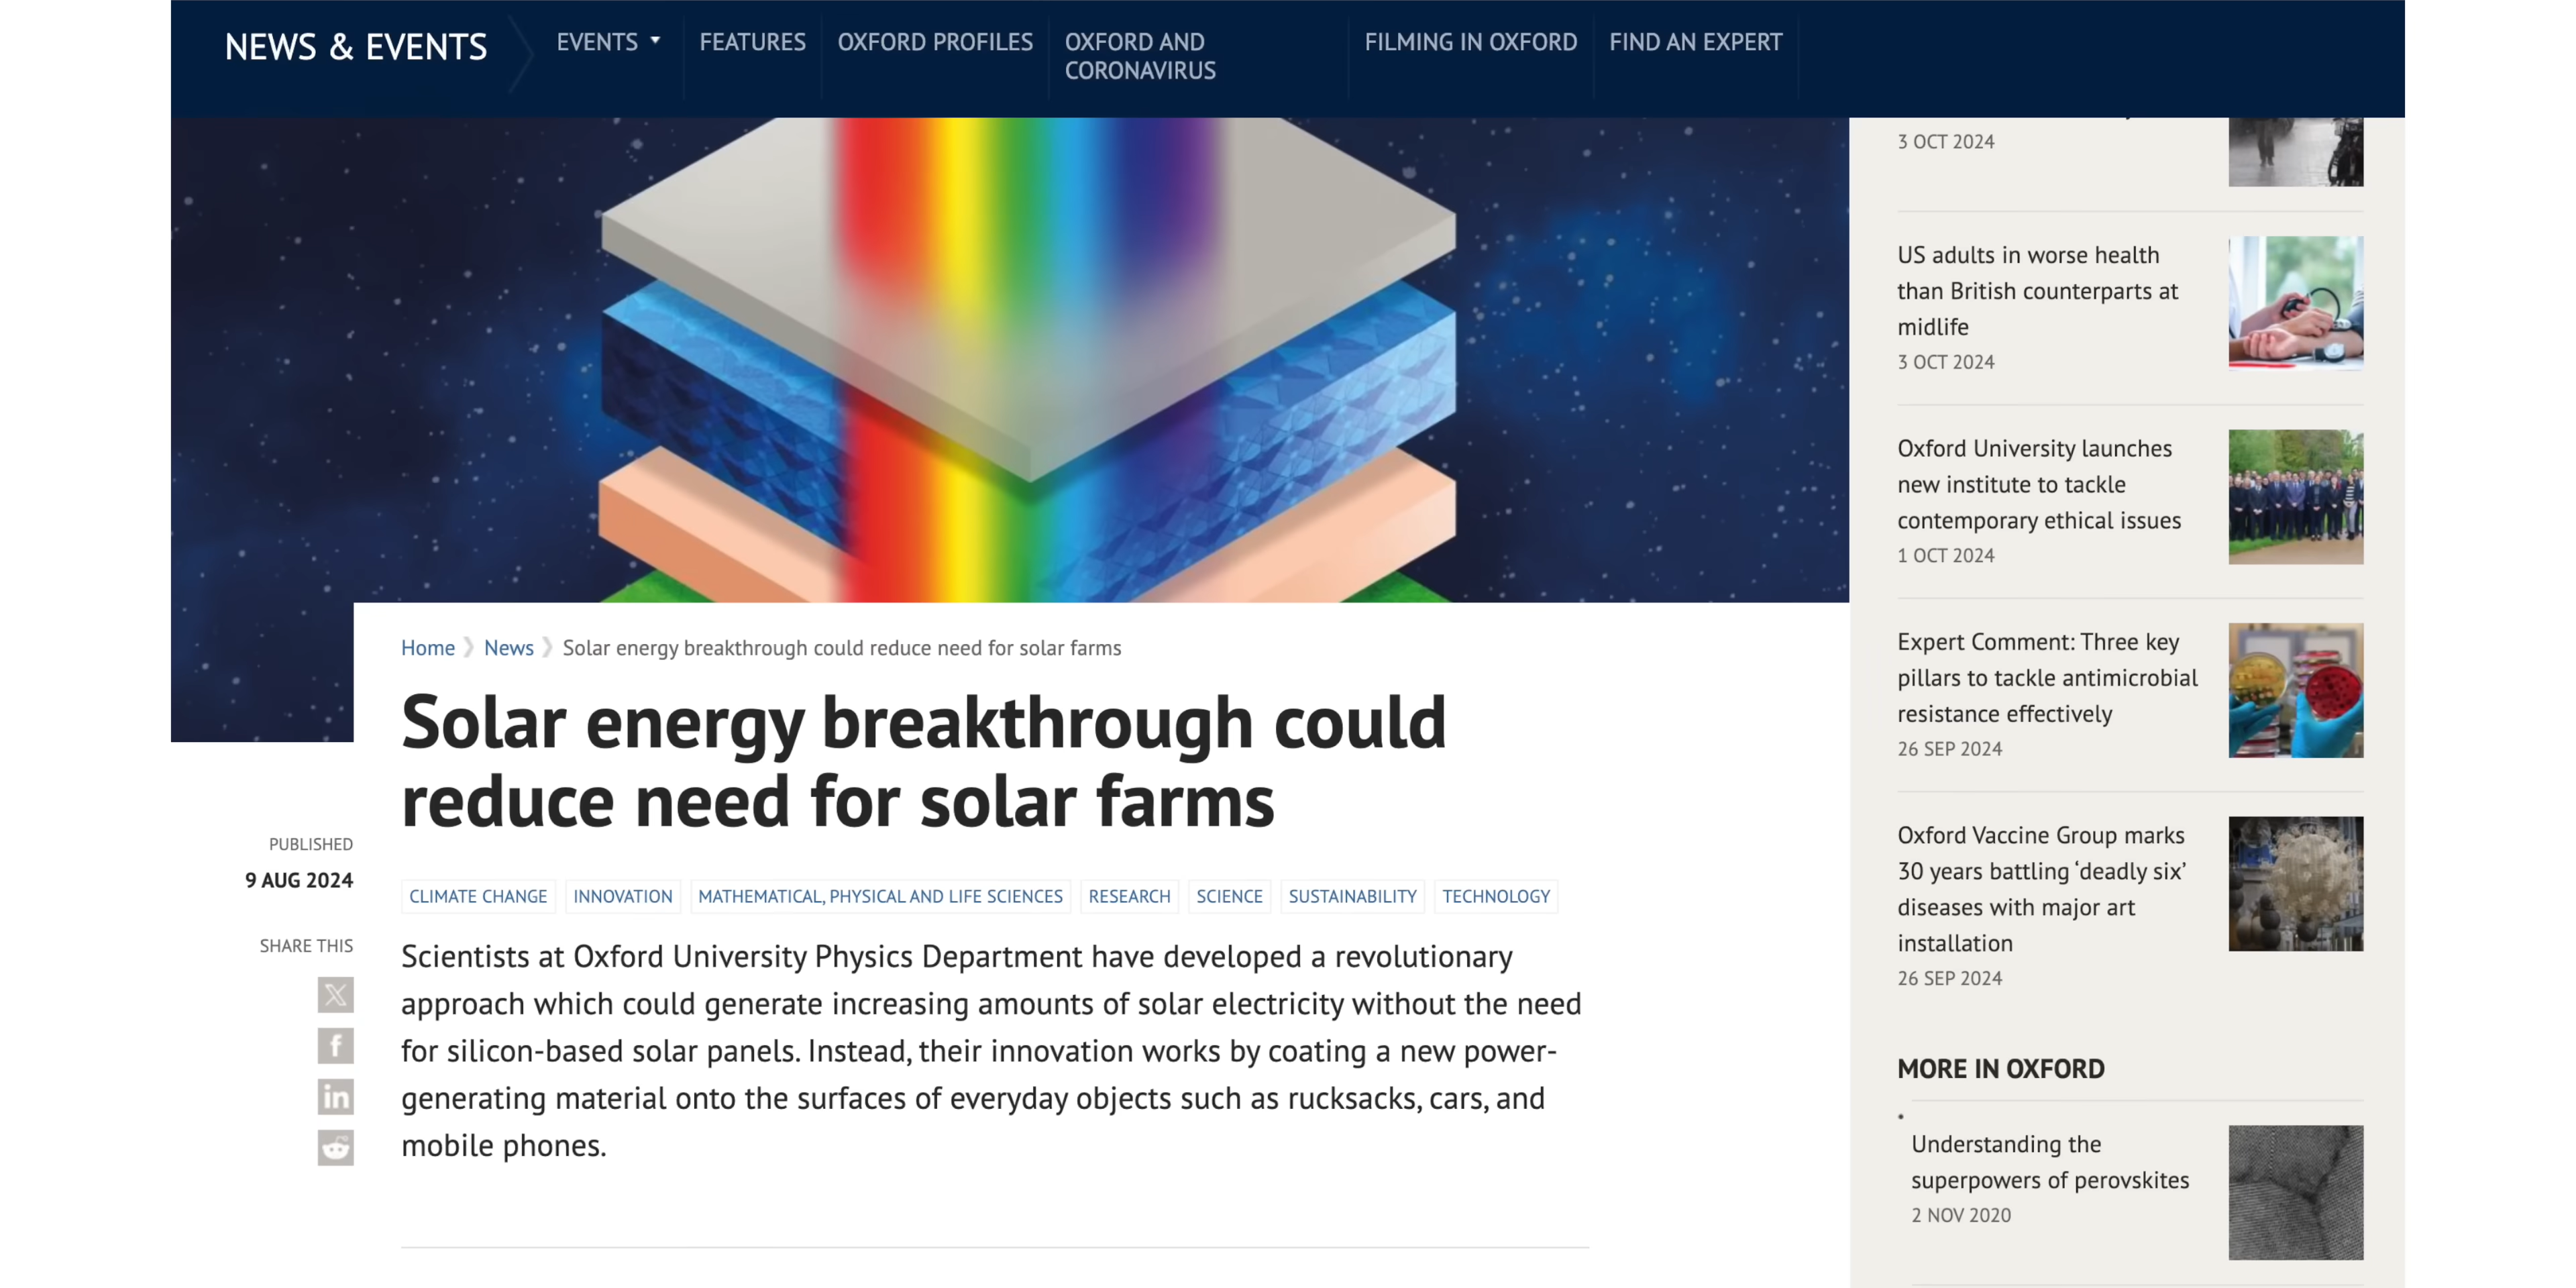 NEWS & EVENTS
EVENTS
FEATURES
OXFORD PROFILES
OXFORD AND
CORONAVIRUS
FILMING IN OXFORD
FIND AN EXPERT
Home
News
Solar energy breakthrough could reduce need for solar farms
Solar energy breakthrough could
reduce need for solar farms
PUBLISHED
9 AUG 2024
SHARE THIS
CLIMATE CHANGE
INNOVATION
MATHEMATICAL, PHYSICAL AND LIFE SCIENCES
RESEARCH
SCIENCE
SUSTAINABILITY
TECHNOLOGY
Scientists at Oxford University Physics Department have developed a revolutionary
approach which could generate increasing amounts of solar electricity without the need
for silicon-based solar panels. Instead, their innovation works by coating a new power-
generating material onto the surfaces of everyday objects such as rucksacks, cars, and
mobile phones.
3 OCT 2024
US adults in worse health
than British counterparts at
midlife
3 OCT 2024
Oxford University launches
new institute to tackle
contemporary ethical issues
1 OCT 2024
Expert Comment: Three key
pillars to tackle antimicrobial
resistance effectively
26 SEP 2024
Oxford Vaccine Group marks
30 years battling ‘deadly six’
diseases with major art
installation
26 SEP 2024
MORE IN OXFORD
Understanding the
superpowers of perovskites
2 NOV 2020